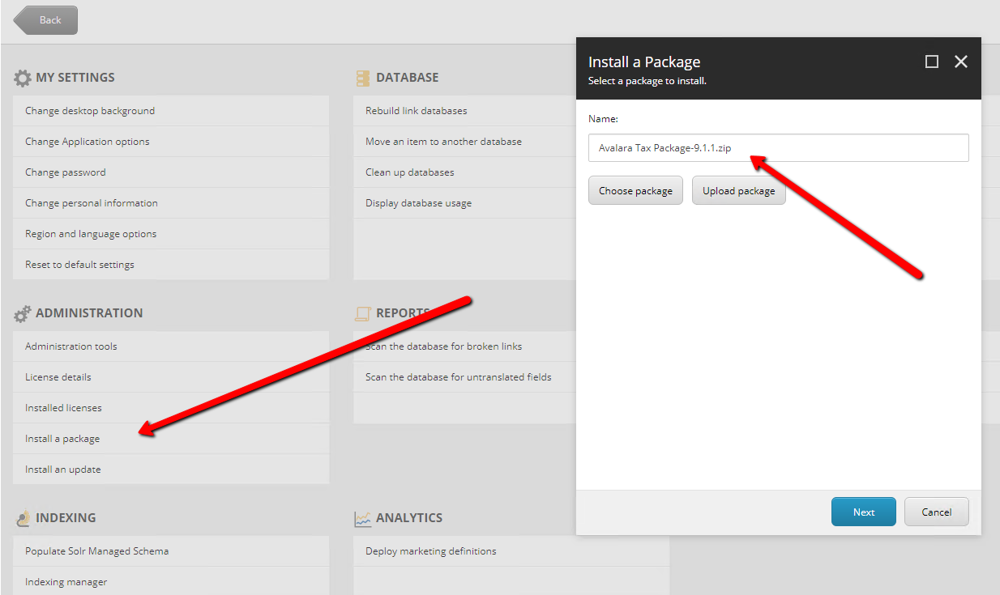 Back
MY SETTINGS
Change desktop background
Change Application options
Change password
Change personal information
Region and language options
Reset to default settings
DATABASE
Rebuild link databases
Move an item to another database
Clean up databases
Display database usage
ADMINISTRATION
Administration tools
License details
Installed licenses
Install a package
Install an update
REPORTS
Scan the database for broken links
Scan the database for untranslated fields
INDEXING
Populate Solr Managed Schema
Indexing manager
ANALYTICS
Deploy marketing definitions
Install a Package
Select a package to install.
Name:
Avalara Tax Package-9.1.1.zip
Choose package
Upload package
Next
Cancel